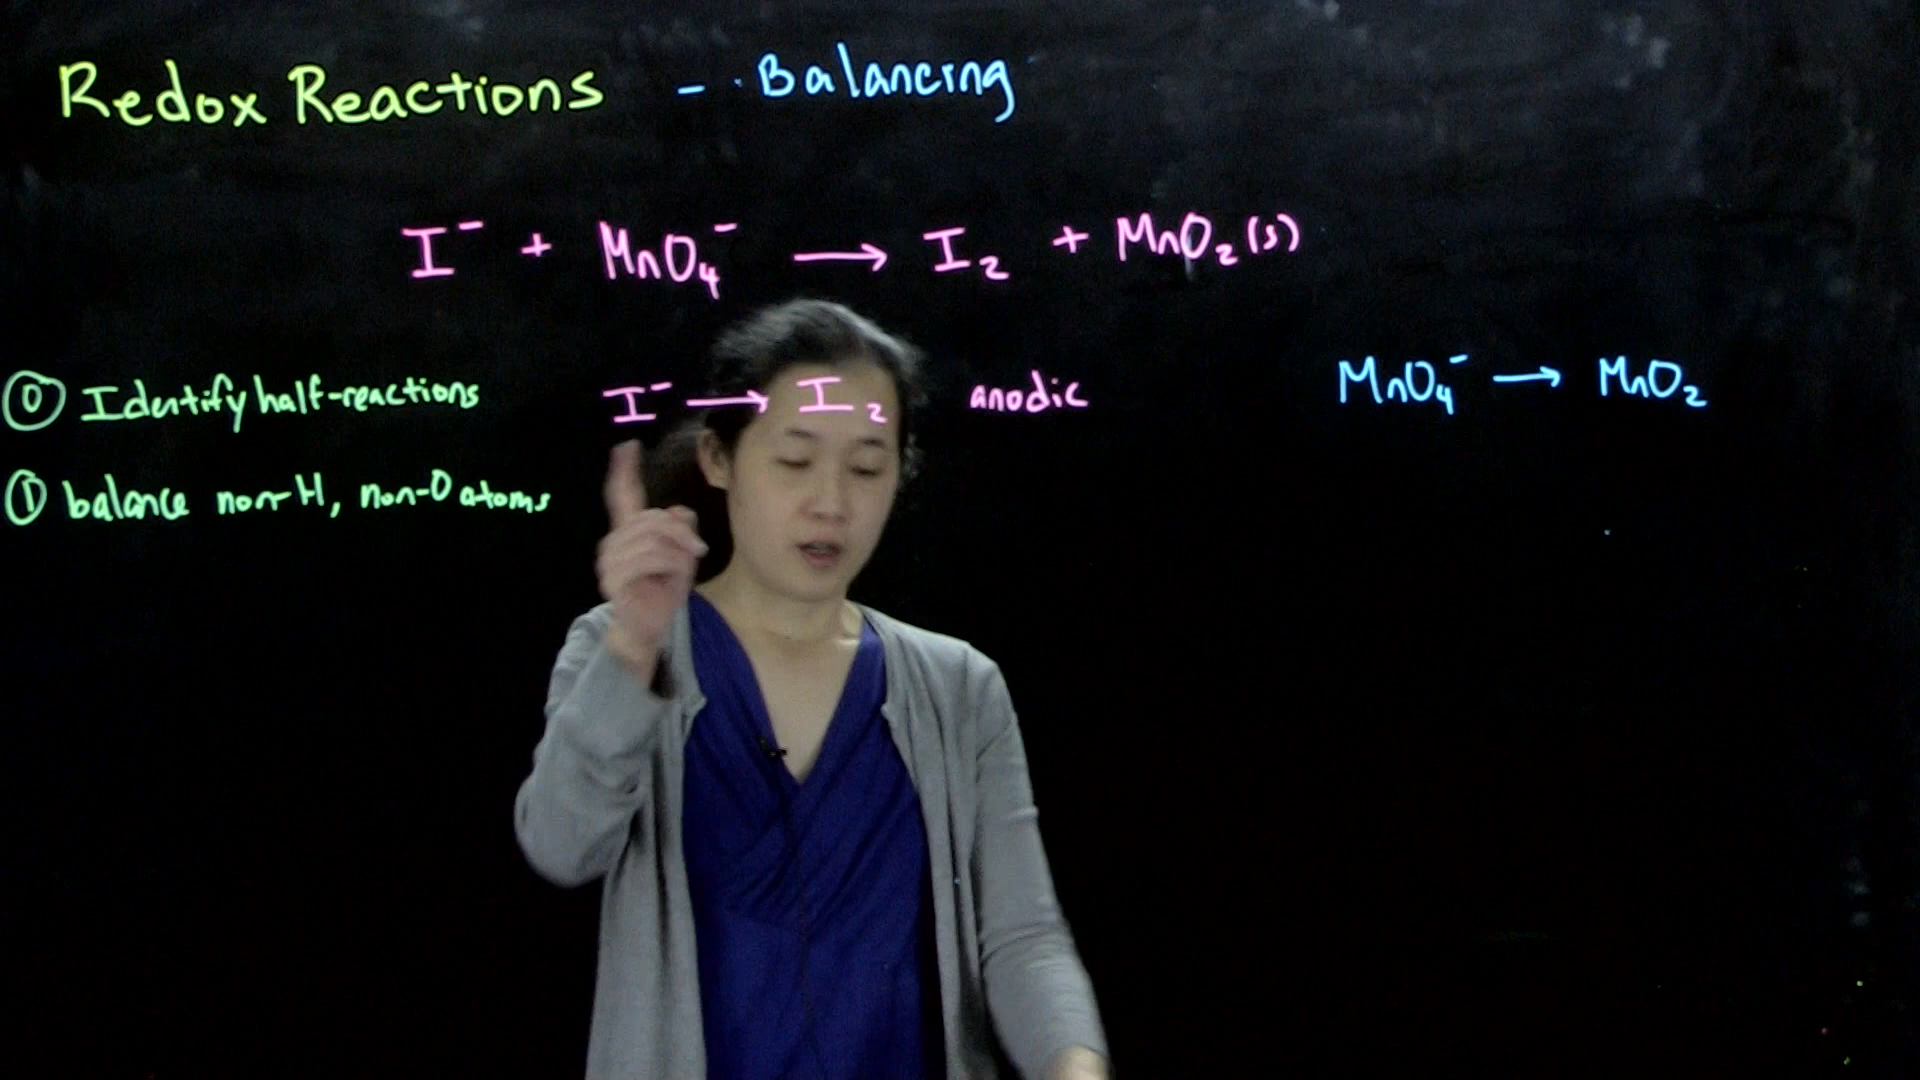 Redox Reactions - Balancing
I⁻ + MnO₄⁻ → I₂ + MnO₂(s)
⓪ Identify half-reactions I⁻ → I₂ anodic MnO₄⁻ → MnO₂
① balance non-H, non-O atoms